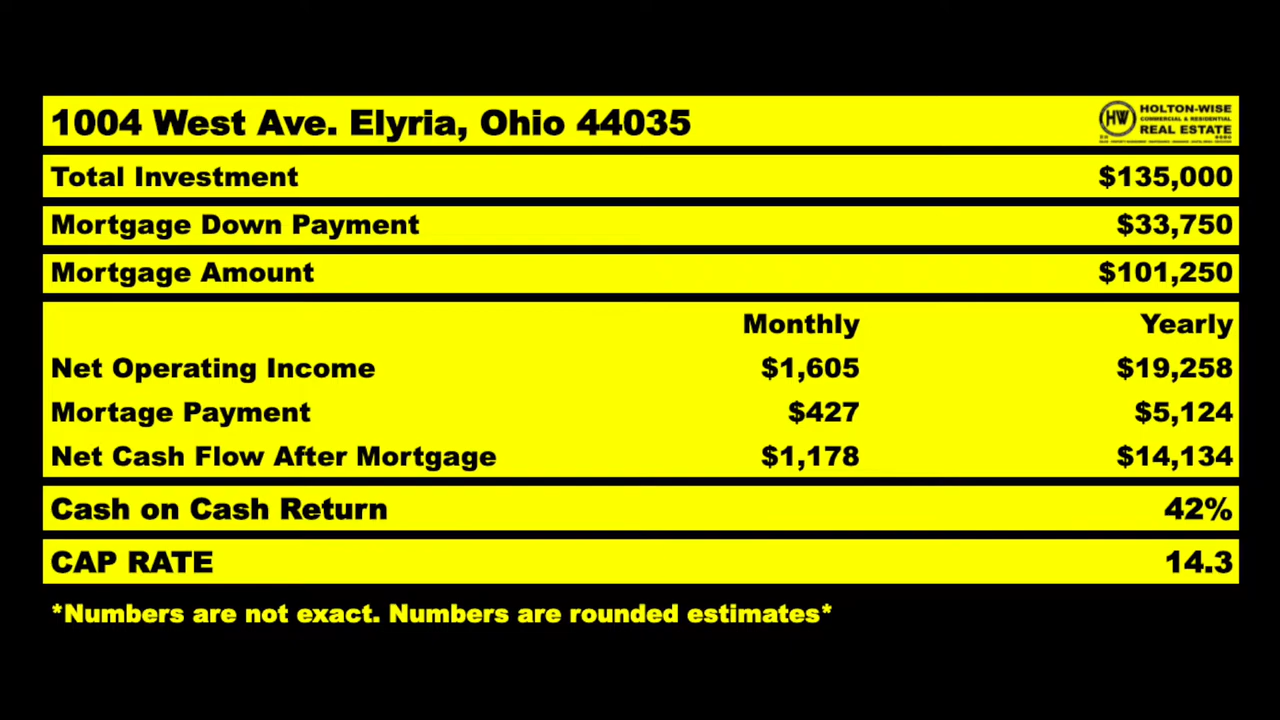 1004 West Ave. Elyria, Ohio 44035
HOLTON-WISE
COMMERCIAL & RESIDENTIAL
REAL ESTATE
HW
Total Investment $135,000
Mortgage Down Payment $33,750
Mortgage Amount $101,250
Monthly Yearly
Net Operating Income $1,605 $19,258
Mortage Payment $427 $5,124
Net Cash Flow After Mortgage $1,178 $14,134
Cash on Cash Return 42%
CAP RATE 14.3
*Numbers are not exact. Numbers are rounded estimates*